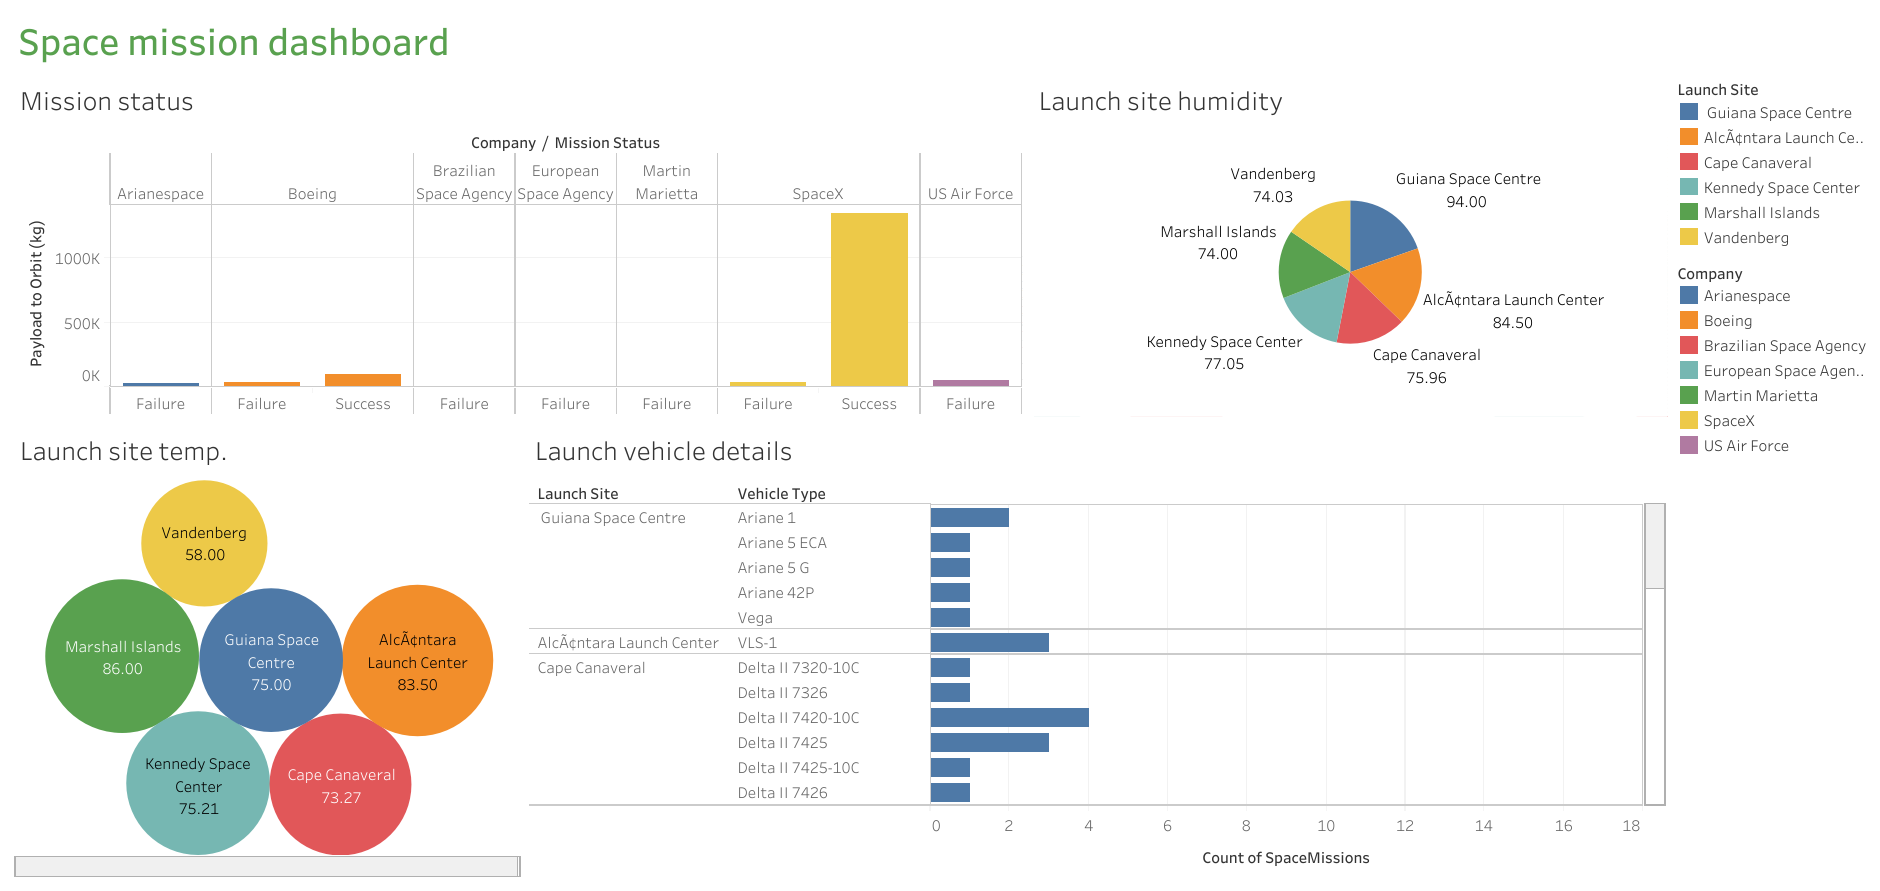 Space mission dashboard
Mission status
Company / Mission Status
Arianespace
Boeing
Brazilian
Space Agency
European
Space Agency
Martin
Marietta
SpaceX
US Air Force
Payload to Orbit (kg)
1000K
500K
0K
Failure
Failure
Success
Failure
Failure
Failure
Failure
Success
Failure
Launch site humidity
Vandenberg
74.03
Guiana Space Centre
94.00
Marshall Islands
74.00
AlcÃ¢ntara Launch Center
84.50
Kennedy Space Center
77.05
Cape Canaveral
75.96
Launch Site
Guiana Space Centre
AlcÃ¢ntara Launch Ce..
Cape Canaveral
Kennedy Space Center
Marshall Islands
Vandenberg
Company
Arianespace
Boeing
Brazilian Space Agency
European Space Agen..
Martin Marietta
SpaceX
US Air Force
Launch site temp.
Vandenberg
58.00
Marshall Islands
86.00
Guiana Space
Centre
75.00
AlcÃ¢ntara
Launch Center
83.50
Kennedy Space
Center
75.21
Cape Canaveral
73.27
Launch vehicle details
Launch Site Vehicle Type
Guiana Space Centre Ariane 1
Ariane 5 ECA
Ariane 5 G
Ariane 42P
Vega
AlcÃ¢ntara Launch Center VLS-1
Cape Canaveral Delta II 7320-10C
Delta II 7326
Delta II 7420-10C
Delta II 7425
Delta II 7425-10C
Delta II 7426
0 2 4 6 8 10 12 14 16 18
Count of SpaceMissions